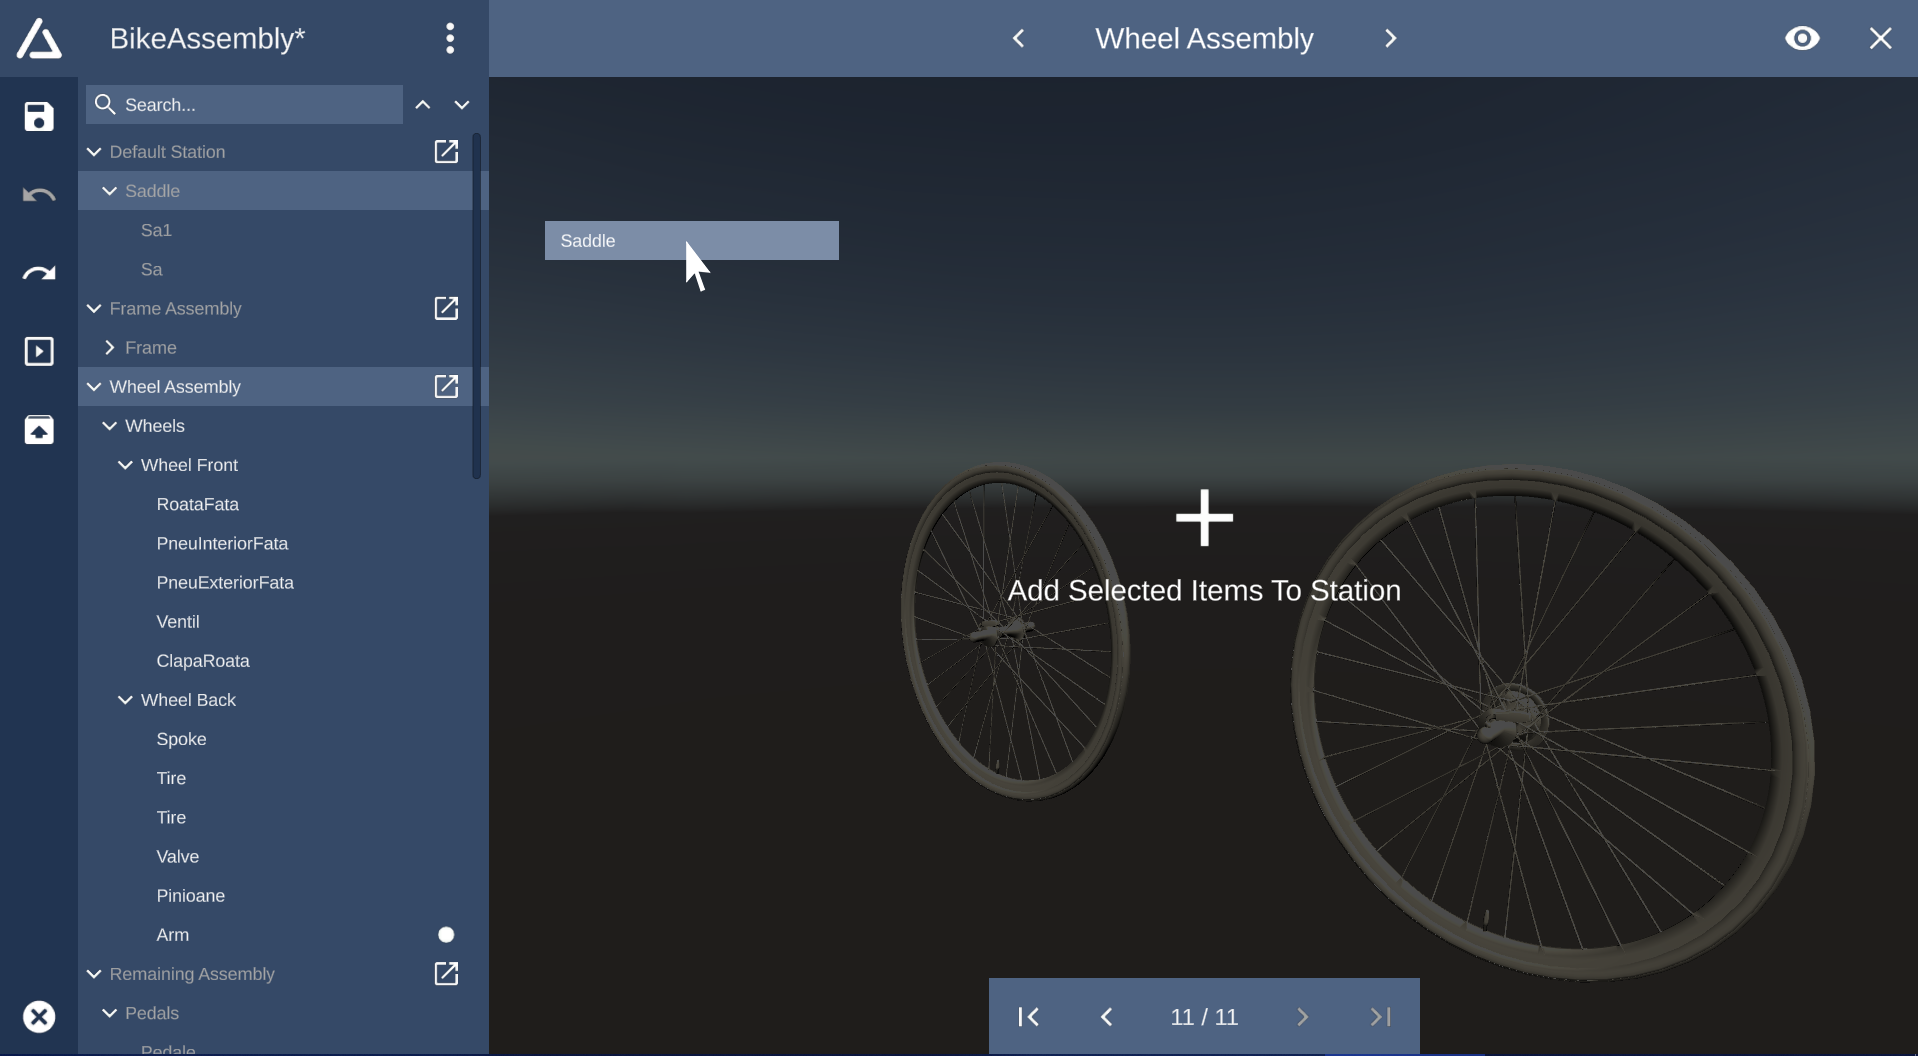 BikeAssembly*
Wheel Assembly
Search...
Default Station
Saddle
Sa1
Sa
Frame Assembly
Frame
Wheel Assembly
Wheels
Wheel Front
RoataFata
PneuInteriorFata
PneuExteriorFata
Ventil
ClapaRoata
Wheel Back
Spoke
Tire
Tire
Valve
Pinioane
Arm
Remaining Assembly
Pedals
Pedale
Saddle
Add Selected Items To Station
11 / 11